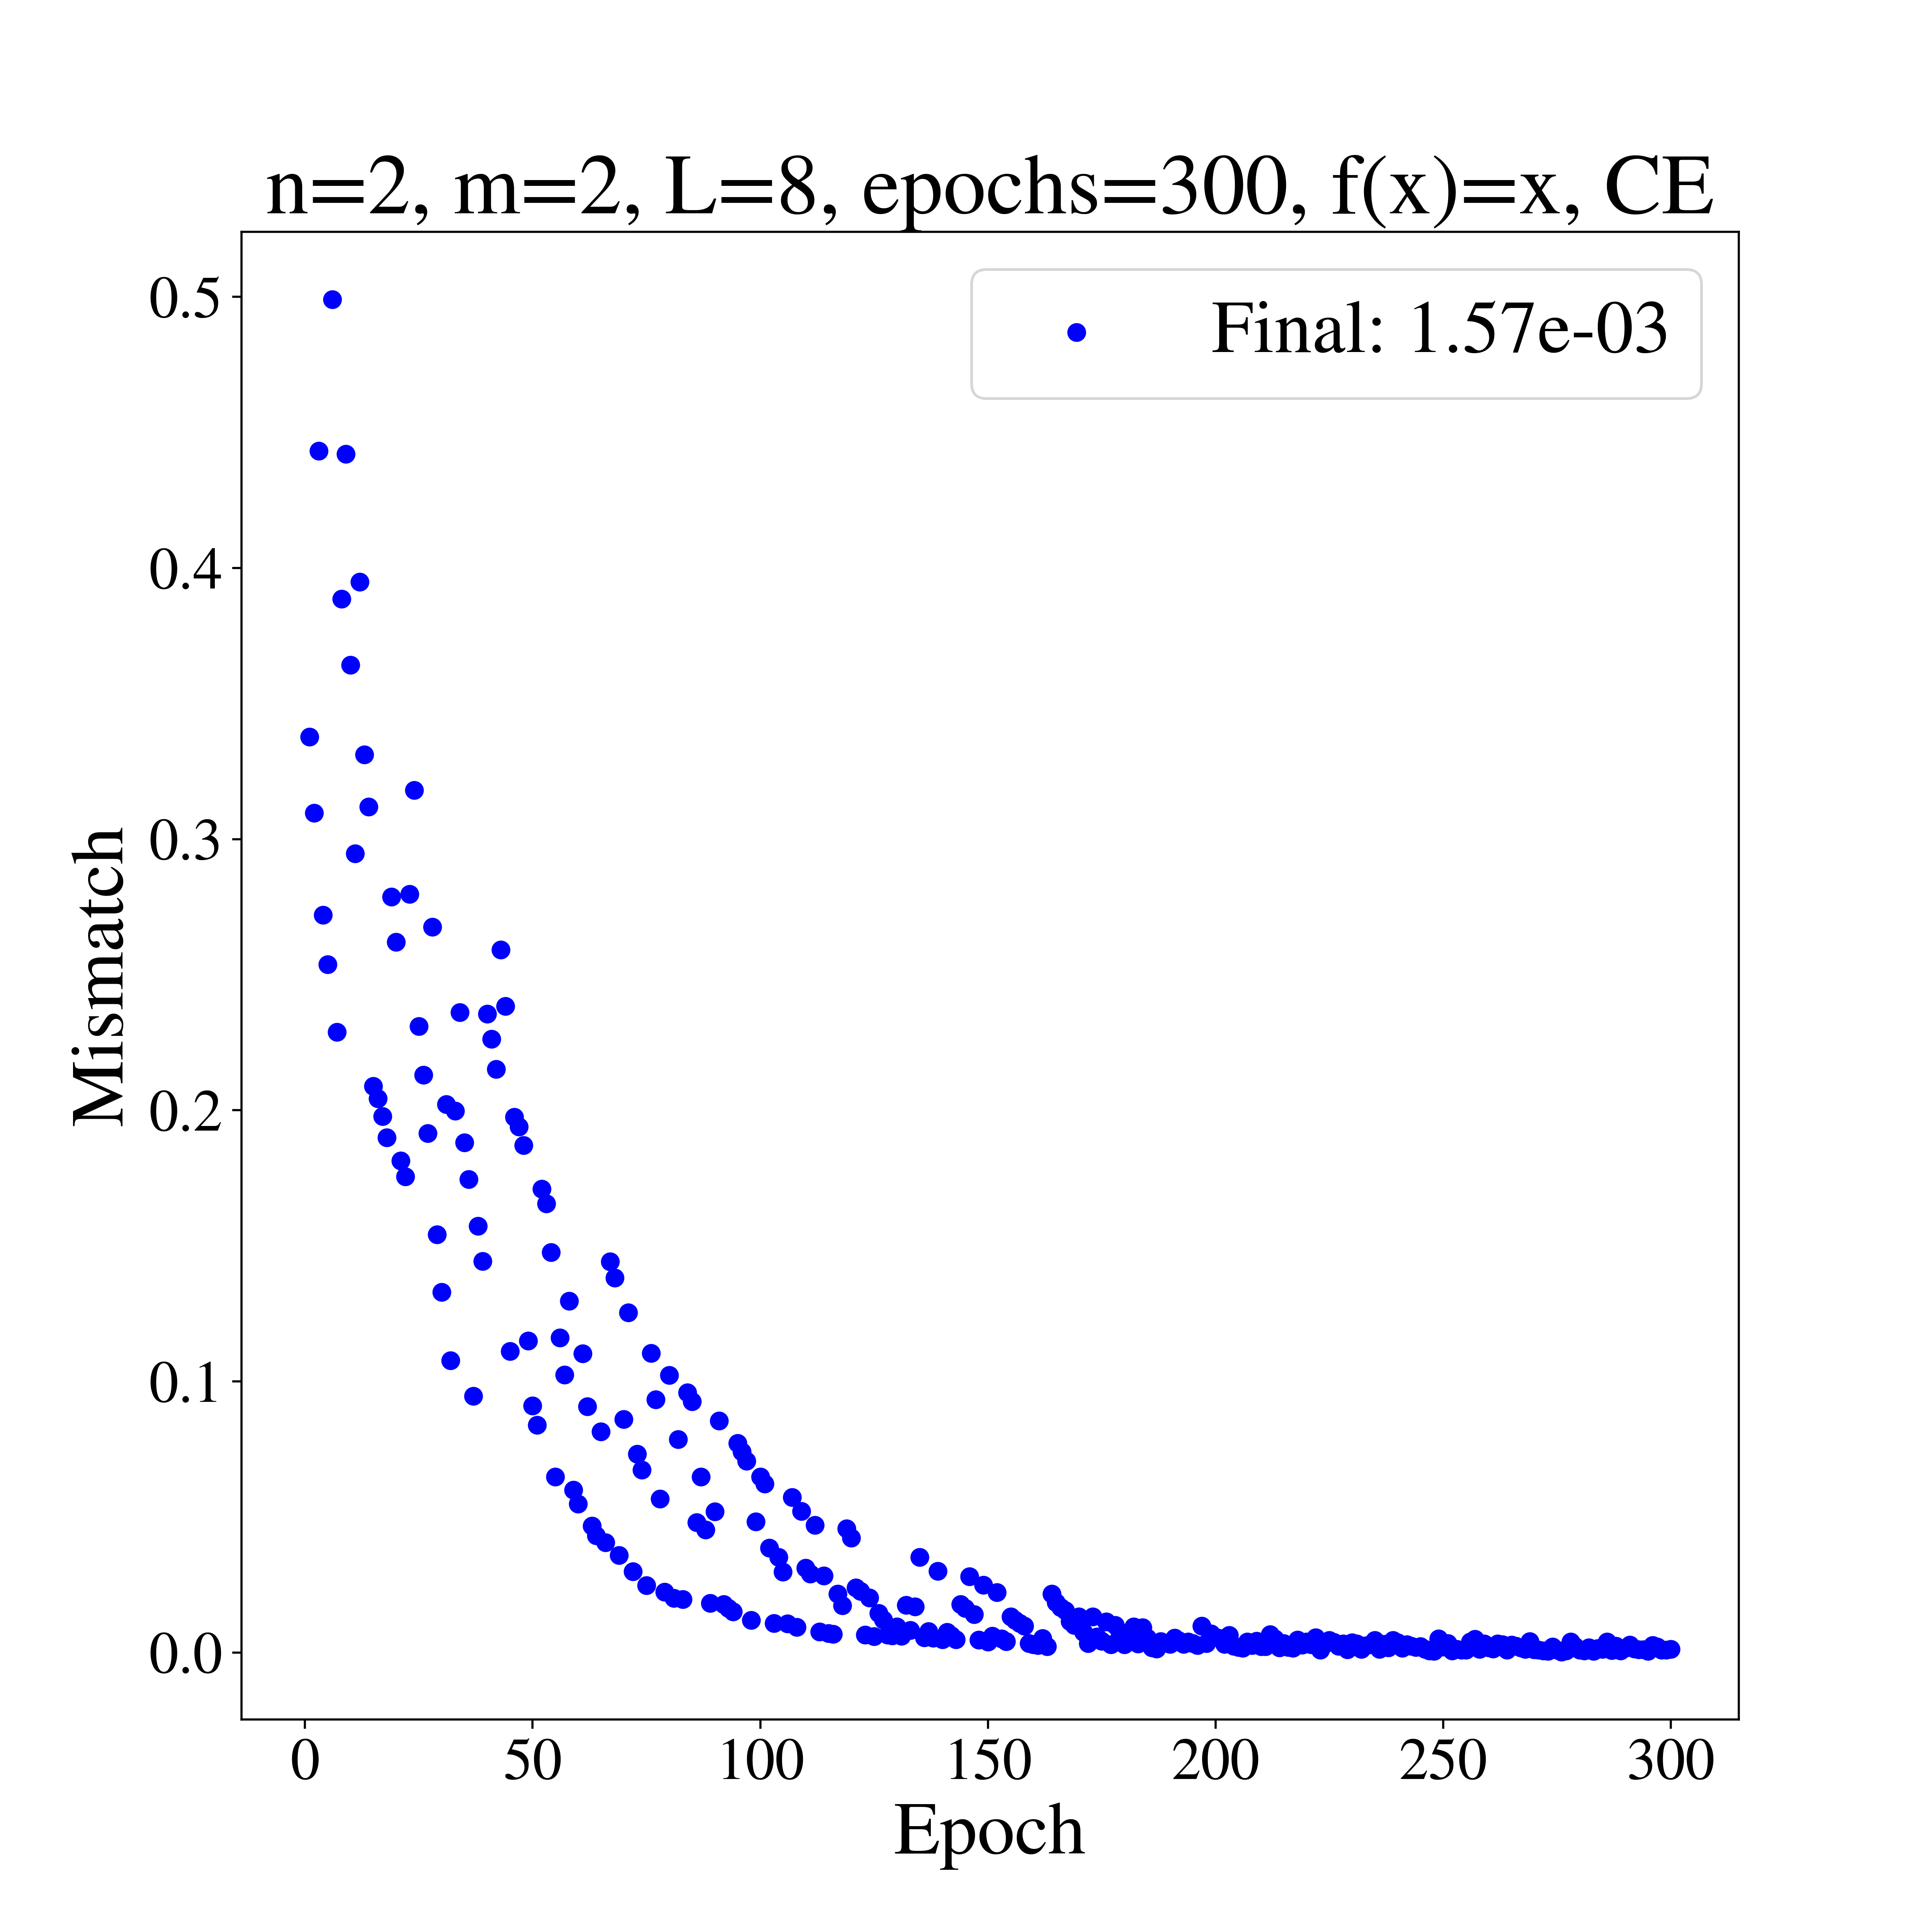 n=2, m=2, L=8, epochs=300, f(x)=x, CE
Final: 1.57e-03
0.5
0.4
0.3
0.2
0.1
0.0
Mismatch
0 50 100 150 200 250 300
Epoch